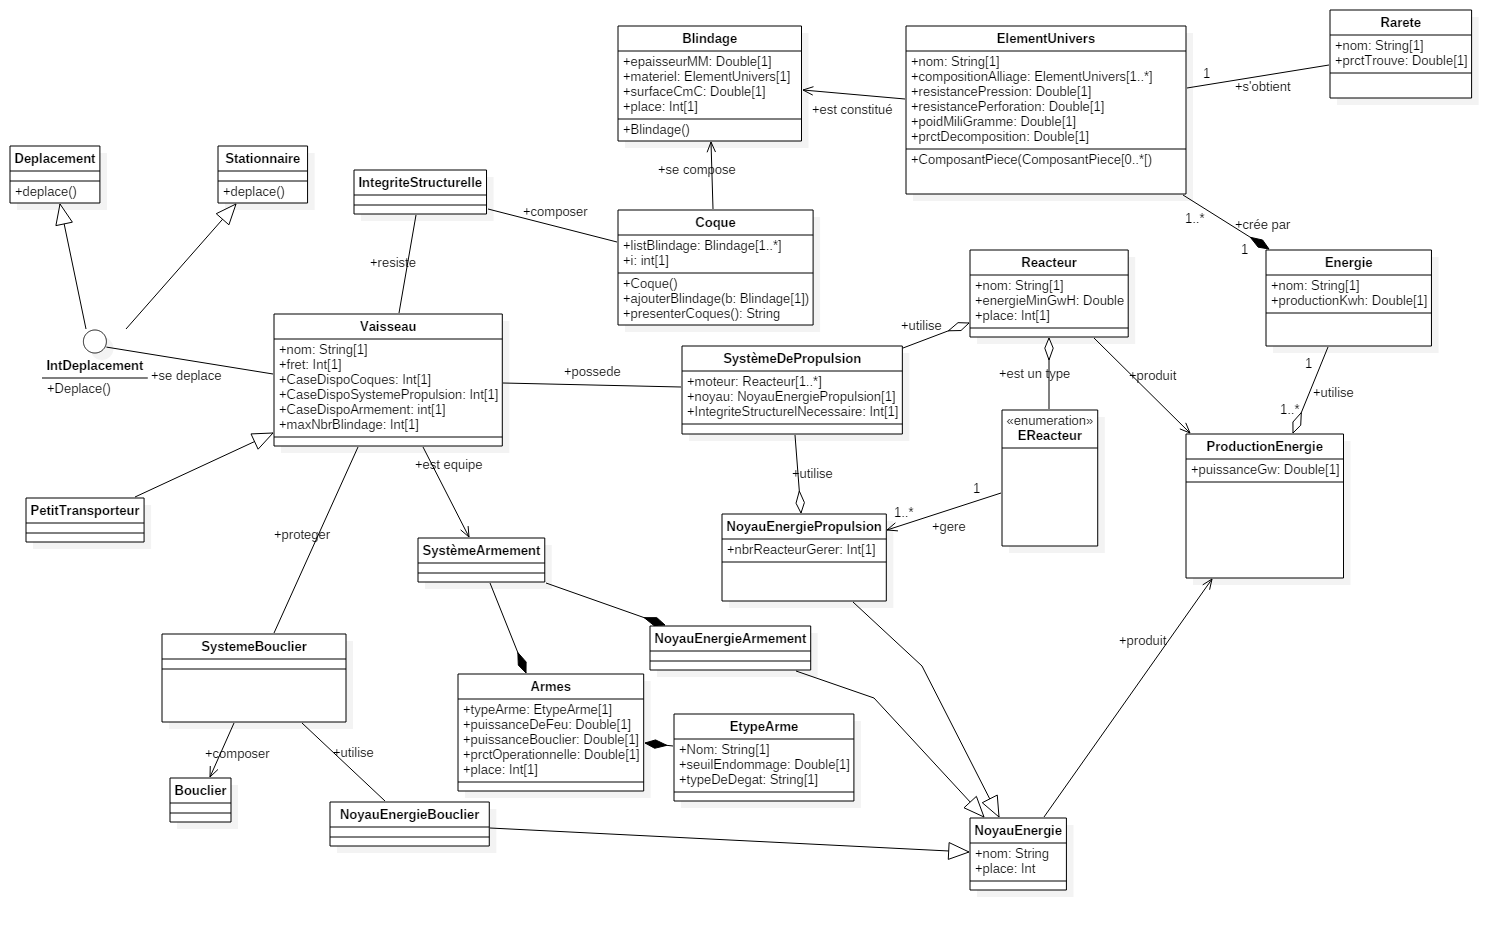 Blindage
+epaisseurMM: Double[1]
+materiel: ElementUnivers[1]
+surfaceCmC: Double[1]
+place: Int[1]
+Blindage()
ElementUnivers
+nom: String[1]
+compositionAlliage: ElementUnivers[1..*]
+resistancePression: Double[1]
+resistancePerforation: Double[1]
+poidMiliGramme: Double[1]
+prctDecomposition: Double[1]
+ComposantPiece(ComposantPiece[0..*[)
Rarete
+nom: String[1]
+prctTrouve: Double[1]
1
+s'obtient
+est constitué
Deplacement
+deplace()
Stationnaire
+deplace()
IntegriteStructurelle
+composer
+se compose
Coque
+listBlindage: Blindage[1..*]
+i: int[1]
+Coque()
+ajouterBlindage(b: Blindage[1])
+presenterCoques(): String
1..*
+crée par
1
Energie
+nom: String[1]
+productionKwh: Double[1]
Reacteur
+nom: String[1]
+energieMinGwH: Double
+place: Int[1]
+resiste
IntDeplacement
+Deplace()
+se deplace
Vaisseau
+nom: String[1]
+fret: Int[1]
+CaseDispoCoques: Int[1]
+CaseDispoSystemePropulsion: Int[1]
+CaseDispoArmement: int[1]
+maxNbrBlindage: Int[1]
+possede
+utilise
SystèmeDePropulsion
+moteur: Reacteur[1..*]
+noyau: NoyauEnergiePropulsion[1]
+IntegriteStructurelNecessaire: Int[1]
+est un type
+produit
1
+utilise
1..*
«enumeration»
EReacteur
ProductionEnergie
+puissanceGw: Double[1]
+est equipe
+utilise
1
1..*
+gere
PetitTransporteur
+proteger
SystèmeArmement
NoyauEnergiePropulsion
+nbrReacteurGerer: Int[1]
SystemeBouclier
NoyauEnergieArmement
+produit
Armes
+typeArme: EtypeArme[1]
+puissanceDeFeu: Double[1]
+puissanceBouclier: Double[1]
+prctOperationnelle: Double[1]
+place: Int[1]
EtypeArme
+Nom: String[1]
+seuilEndommage: Double[1]
+typeDeDegat: String[1]
+composer
+utilise
Bouclier
NoyauEnergieBouclier
NoyauEnergie
+nom: String
+place: Int